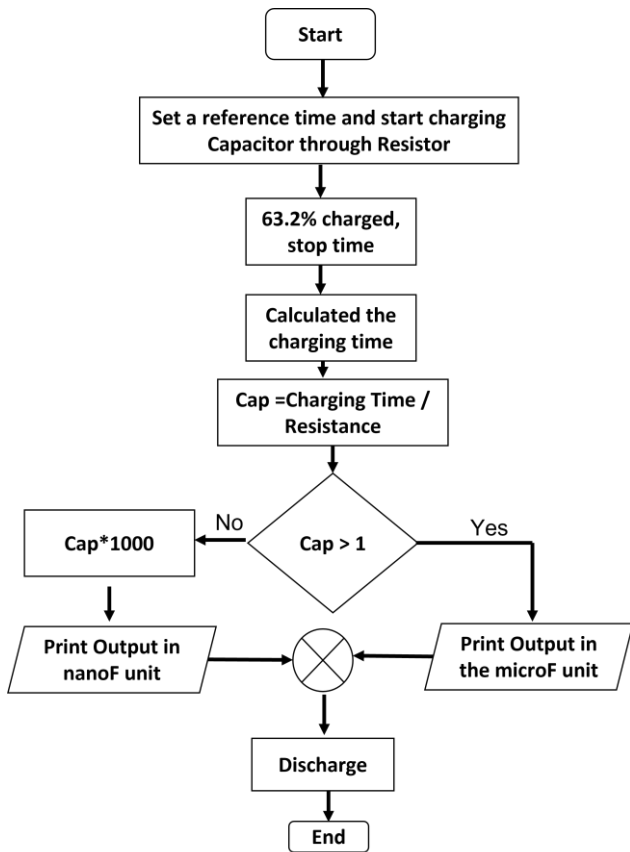 Start
Set a reference time and start charging
Capacitor through Resistor
63.2% charged,
stop time
Calculated the
charging time
Cap =Charging Time /
Resistance
Cap > 1
No
Yes
Cap*1000
Print Output in
nanoF unit
Print Output in
the microF unit
Discharge
End